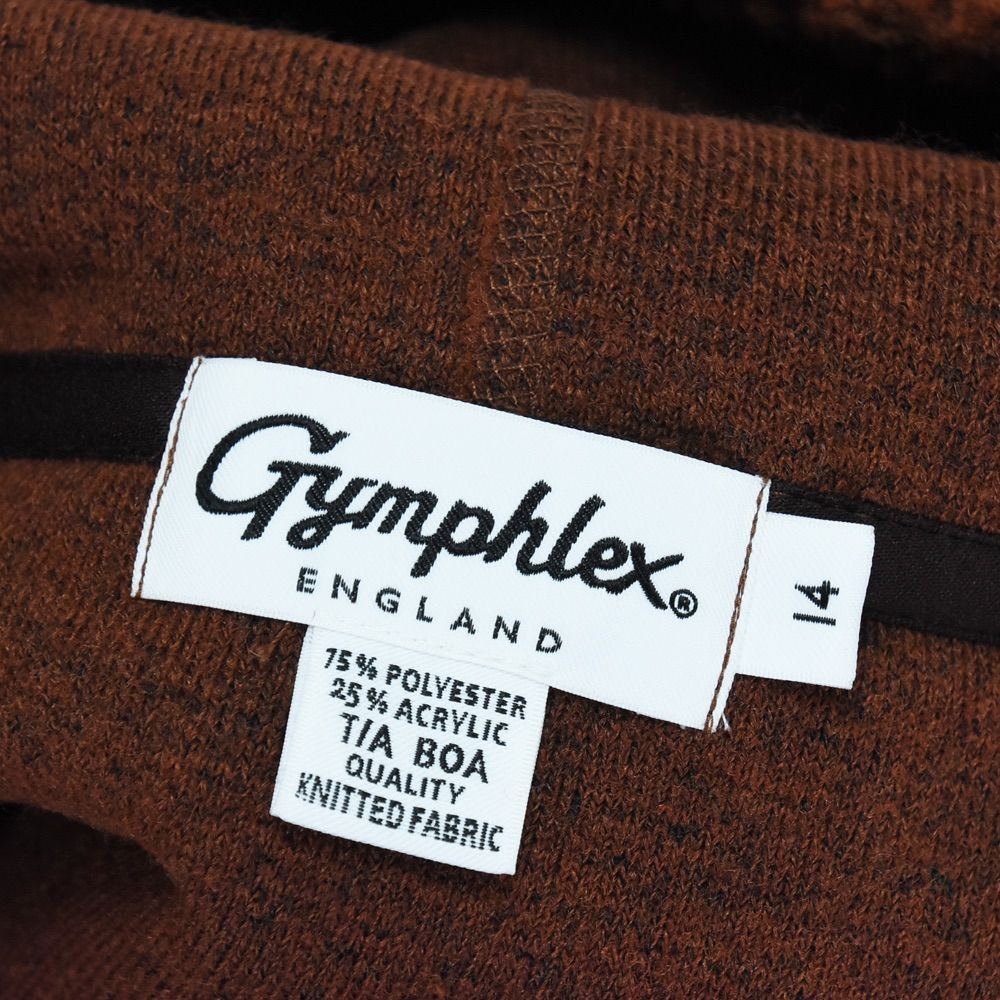 Gymphlex®
ENGLAND
14
75% POLYESTER
25% ACRYLIC
T/A BOA
QUALITY
KNITTED FABRIC